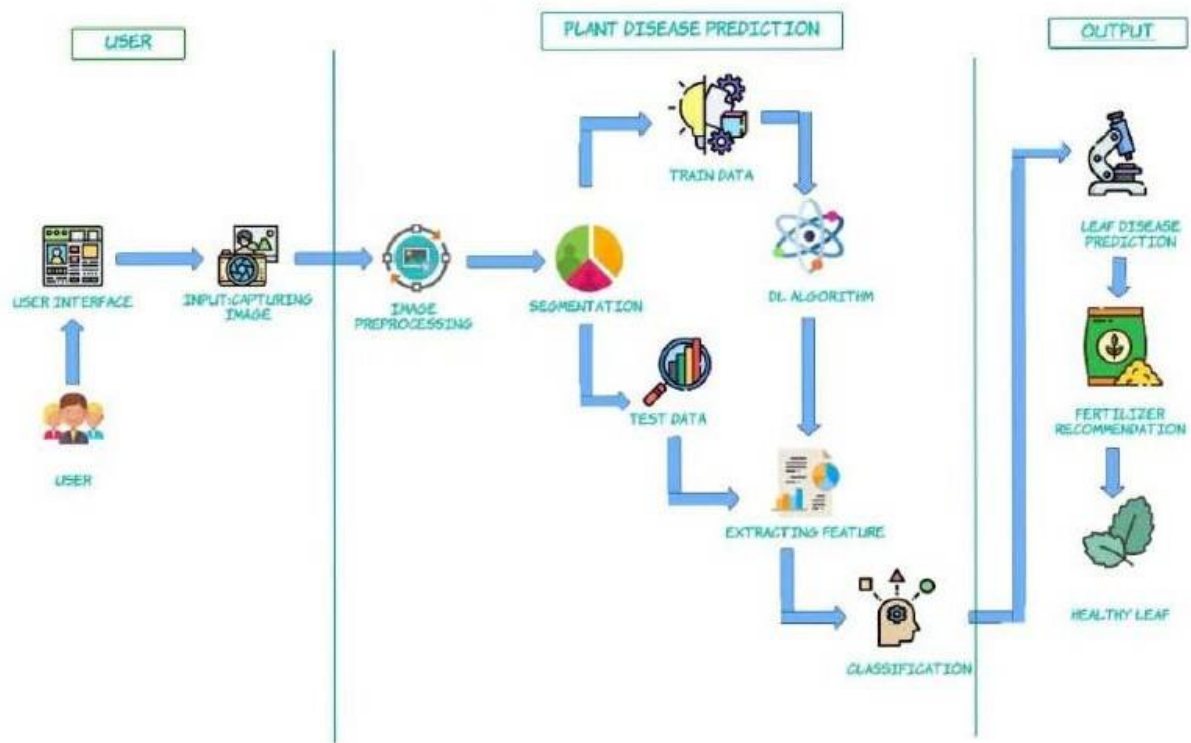 USER
PLANT DISEASE PREDICTION
OUTPUT
TRAIN DATA
USER INTERFACE
INPUT:CAPTURING
IMAGE
IMAGE
PREPROCESSING
SEGMENTATION
DL ALGORITHM
LEAF DISEASE
PREDICTION
TEST DATA
FERTILIZER
RECOMMENDATION
USER
EXTRACTING FEATURE
CLASSIFICATION
HEALTHY LEAF